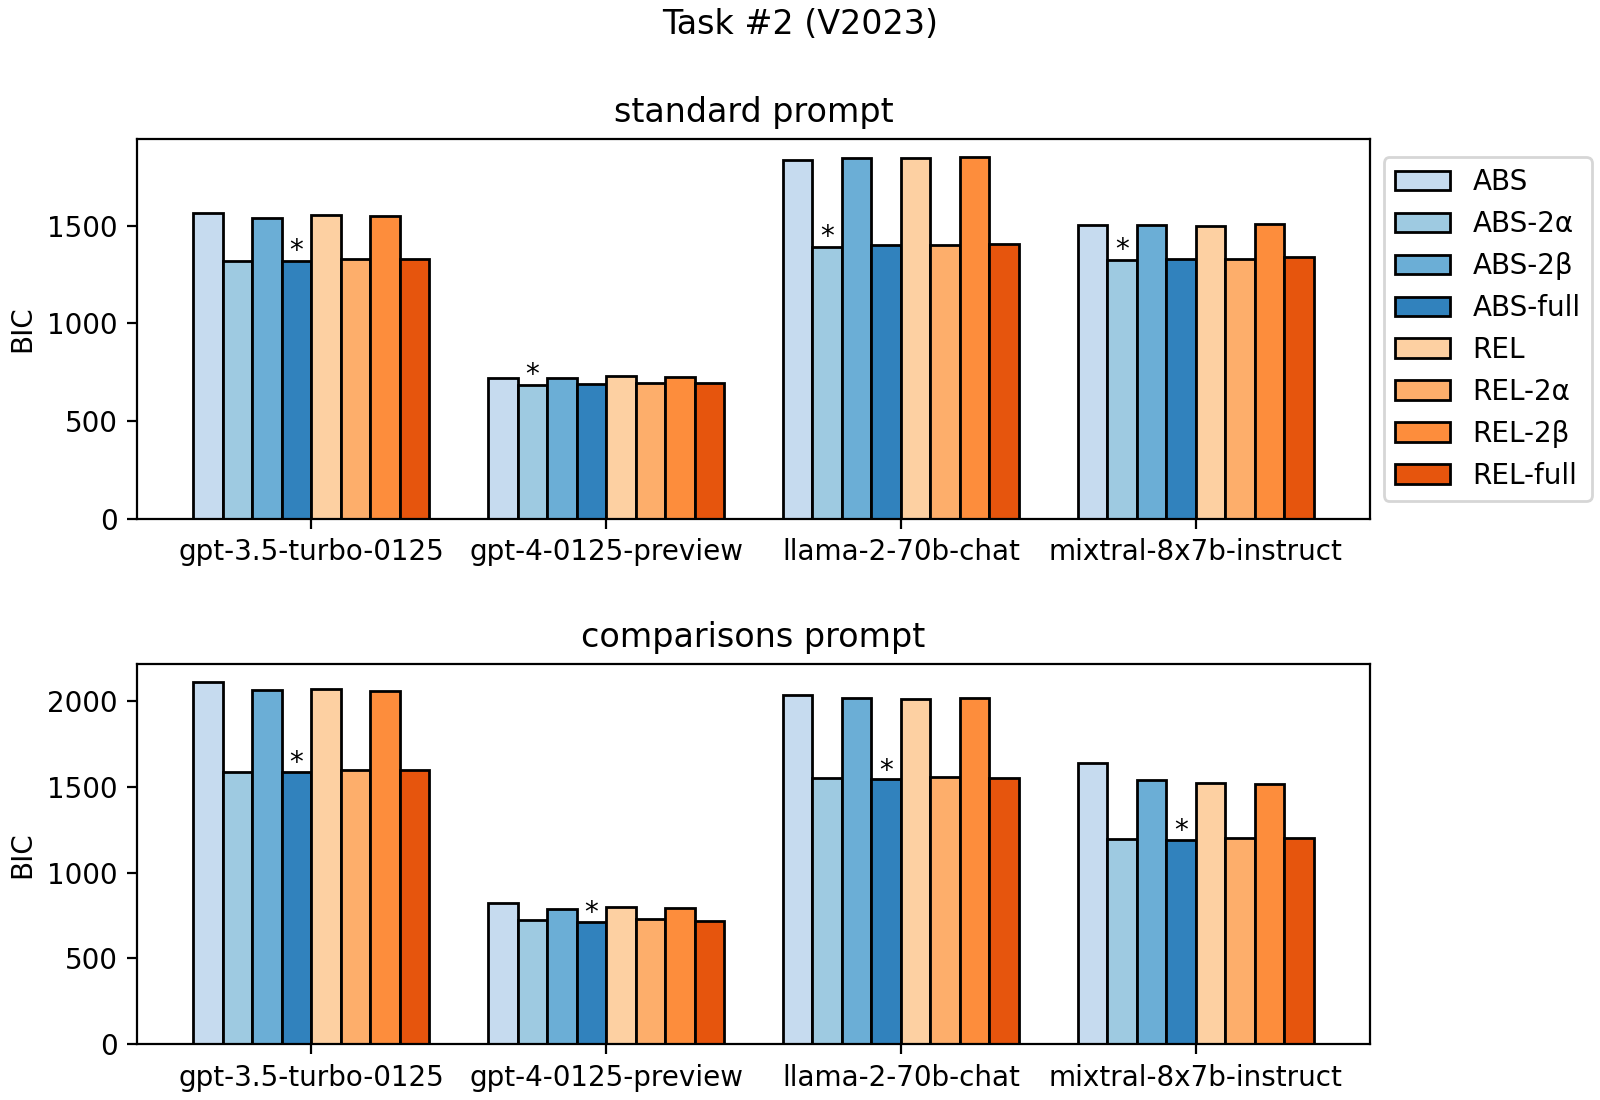 Task #2 (V2023)
standard prompt
BIC
1500
1000
500
0
*
*
*
*
gpt-3.5-turbo-0125
gpt-4-0125-preview
llama-2-70b-chat
mixtral-8x7b-instruct
ABS
ABS-2α
ABS-2β
ABS-full
REL
REL-2α
REL-2β
REL-full
comparisons prompt
BIC
2000
1500
1000
500
0
*
*
*
*
gpt-3.5-turbo-0125
gpt-4-0125-preview
llama-2-70b-chat
mixtral-8x7b-instruct